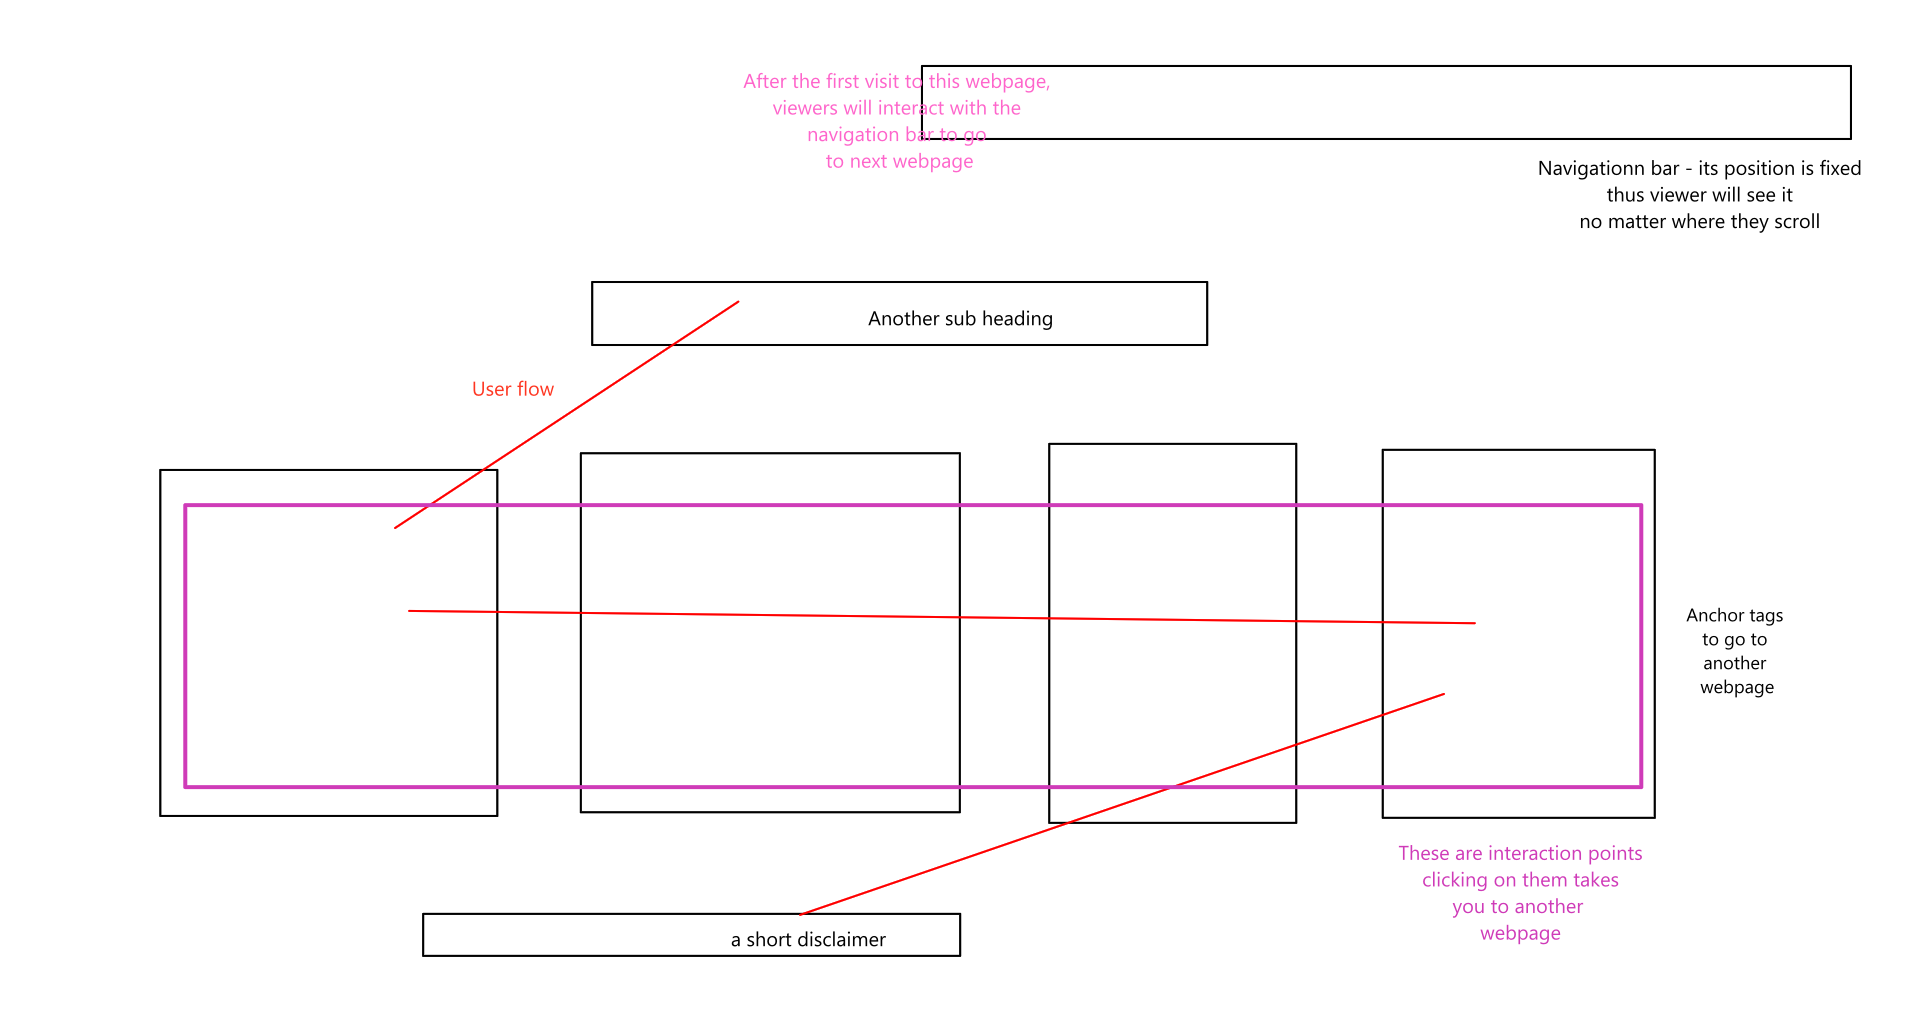 After the first visit to this webpage,
viewers will interact with the
navigation bar to go
to next webpage
Navigationn bar - its position is fixed
thus viewer will see it
no matter where they scroll
Another sub heading
User flow
Anchor tags
to go to
another
webpage
These are interaction points
clicking on them takes
you to another
webpage
a short disclaimer